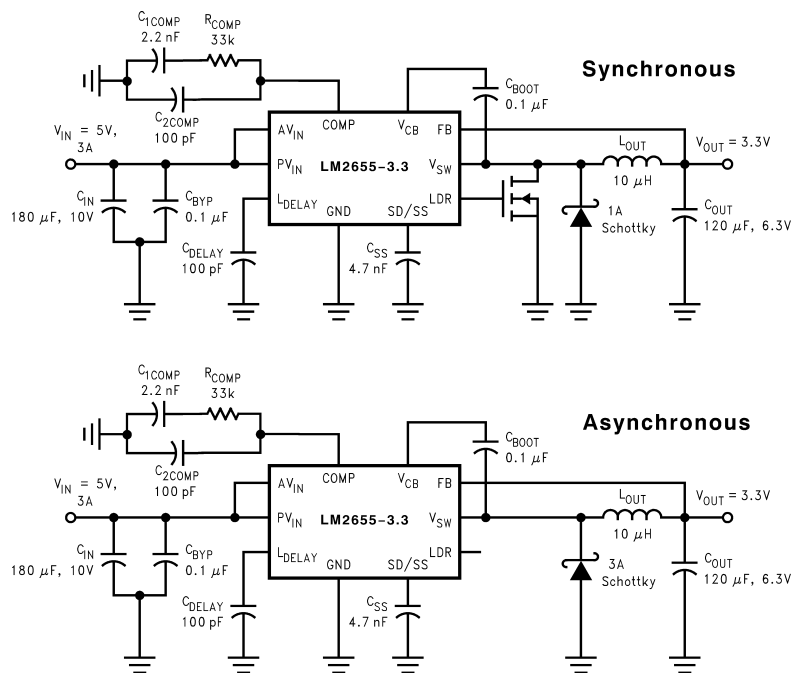 C1COMP
2.2 nF
RCOMP
33k
C2COMP
100 pF
CBOOT
0.1 μF
Synchronous
VIN = 5V,
3A
AVIN
COMP
VCB
FB
PVIN
LM2655-3.3
VSW
LDELAY
GND
SD/SS
LDR
LOUT
10 μH
VOUT = 3.3V
CIN
180 μF, 10V
CBYP
0.1 μF
CDELAY
100 pF
CSS
4.7 nF
1A
Schottky
COUT
120 μF, 6.3V
C1COMP
2.2 nF
RCOMP
33k
C2COMP
100 pF
CBOOT
0.1 μF
Asynchronous
VIN = 5V,
3A
AVIN
COMP
VCB
FB
PVIN
LM2655-3.3
VSW
LDELAY
GND
SD/SS
LDR
LOUT
10 μH
VOUT = 3.3V
CIN
180 μF, 10V
CBYP
0.1 μF
CDELAY
100 pF
CSS
4.7 nF
3A
Schottky
COUT
120 μF, 6.3V